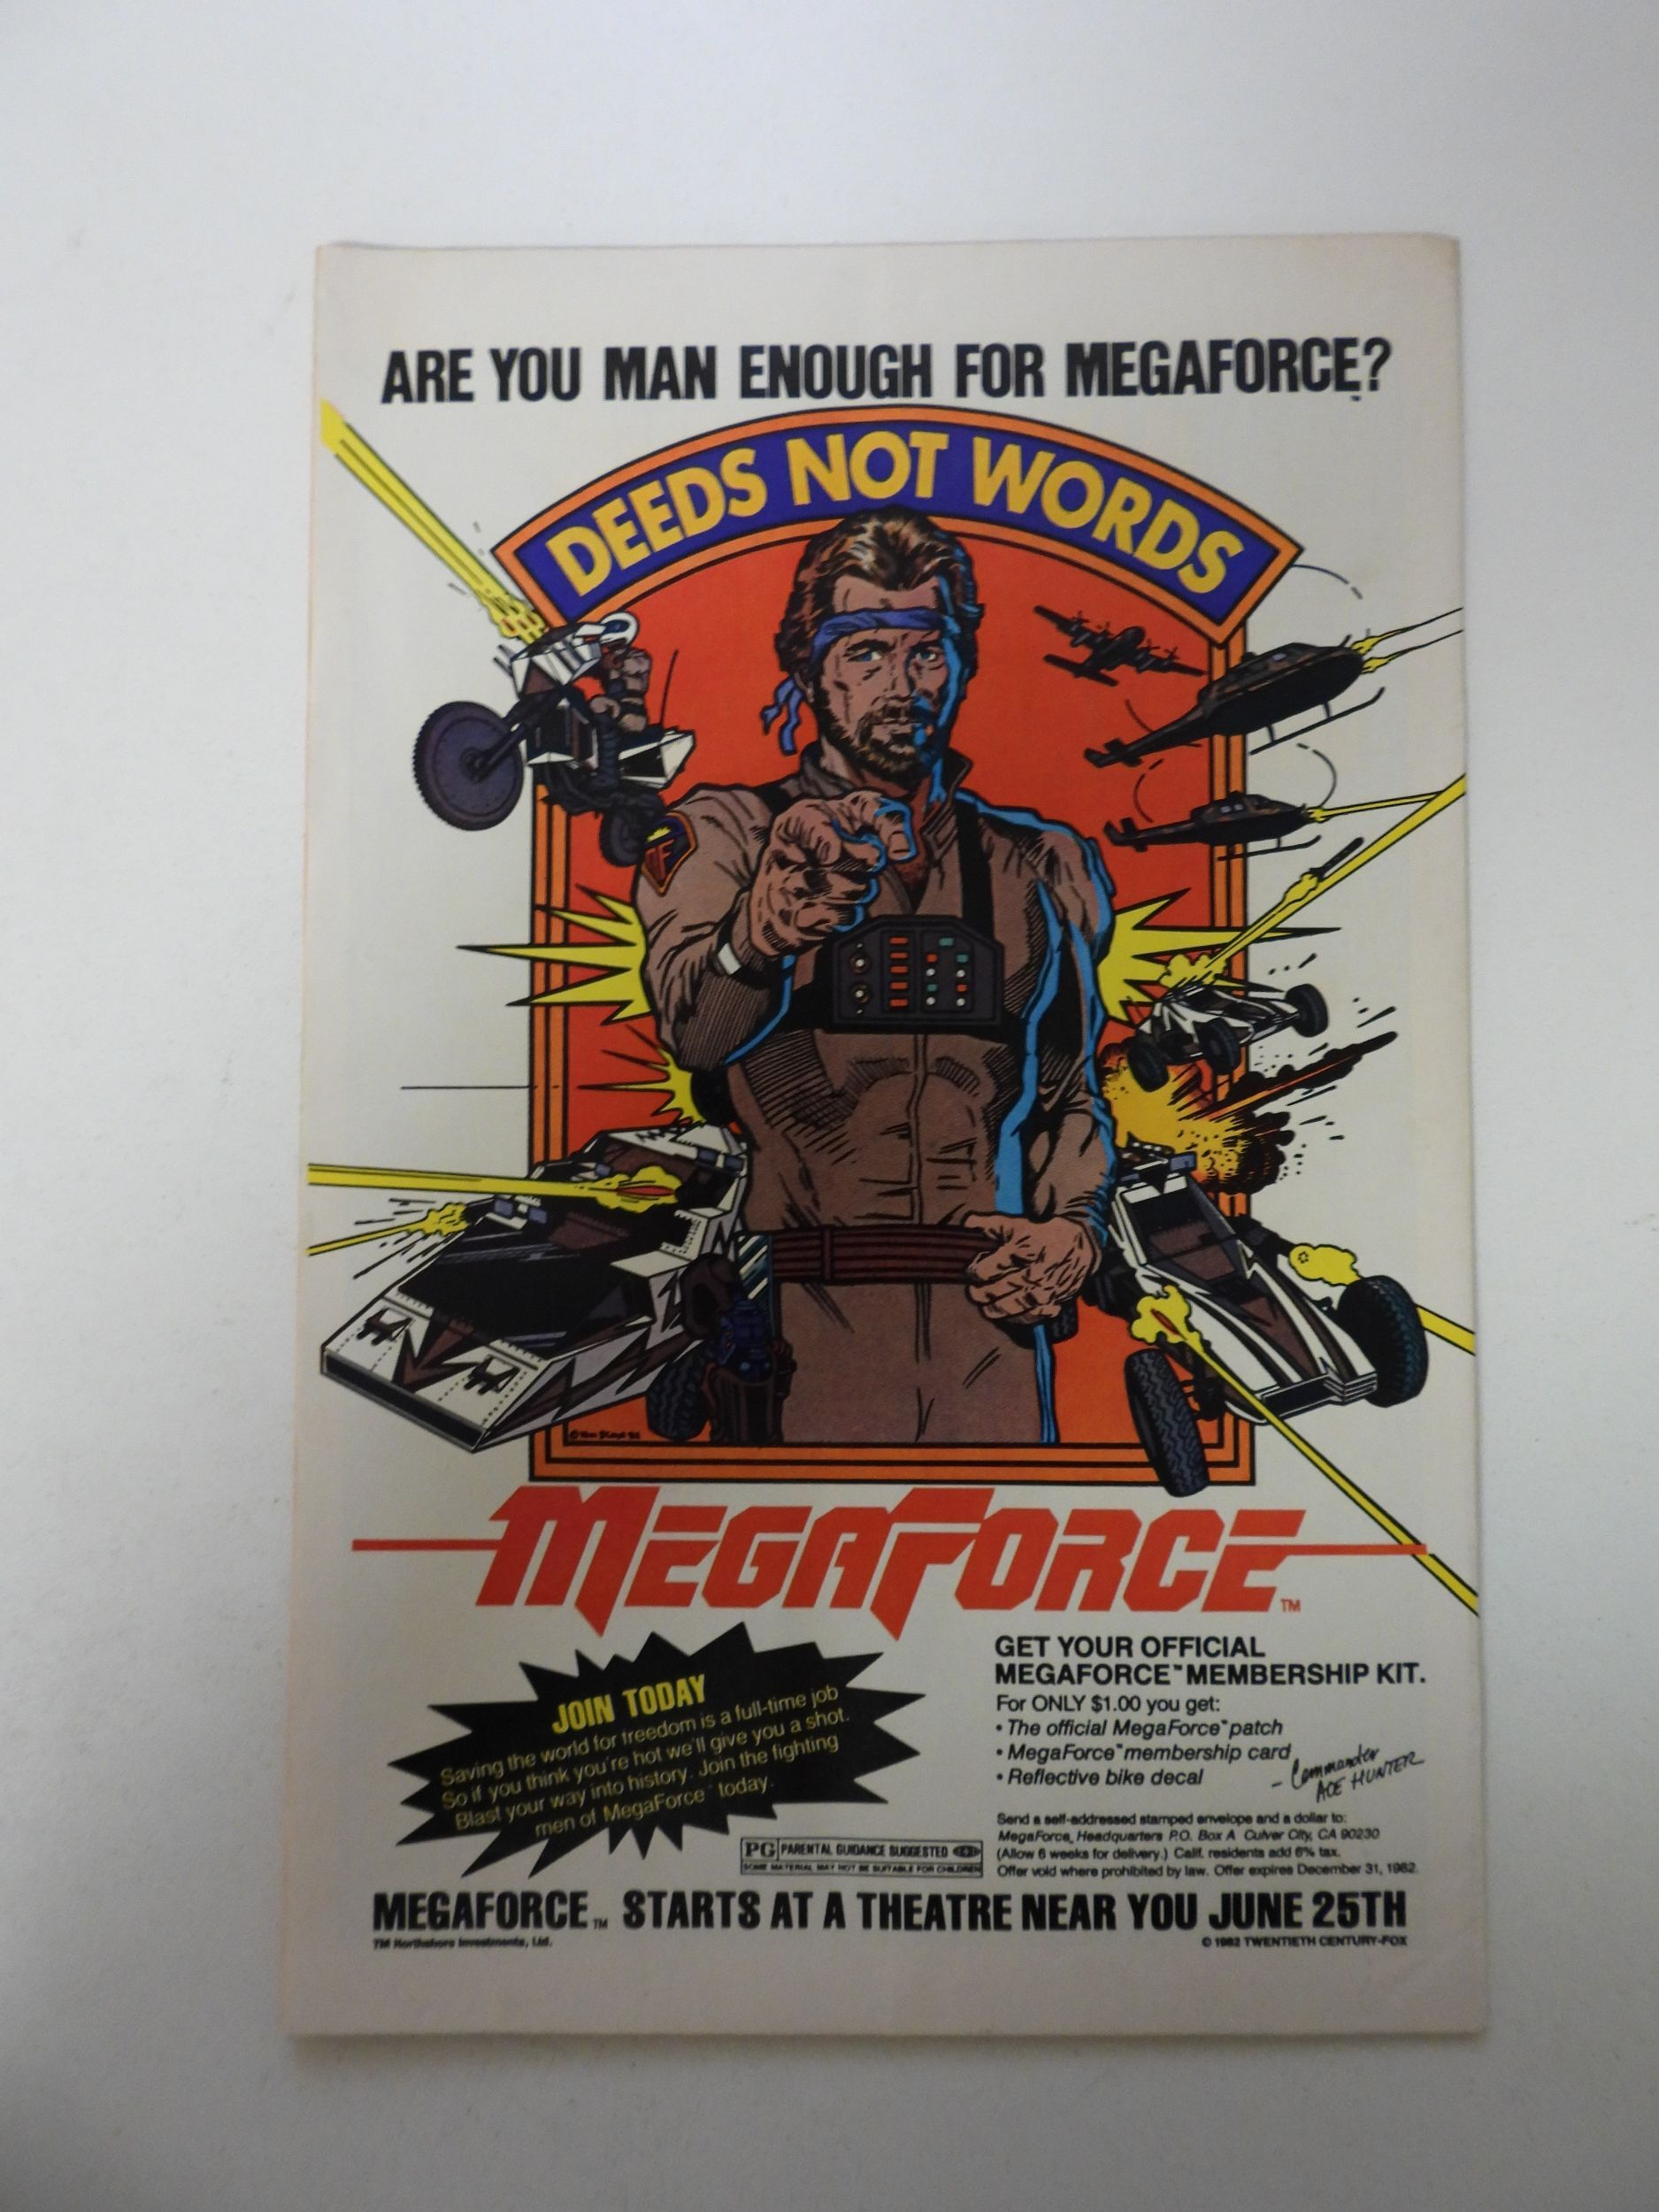 ARE YOU MAN ENOUGH FOR MEGAFORCE?
DEEDS NOT WORDS
MEGAFORCE TM
JOIN TODAY
Saving the world for freedom is a full-time job
So if you think you're hot we'll give you a shot.
Blast your way into history. Join the fighting
men of MegaForce™ today.
GET YOUR OFFICIAL
MEGAFORCE™ MEMBERSHIP KIT.
For ONLY $1.00 you get:
• The official MegaForce™ patch
• MegaForce™ membership card
• Reflective bike decal
- Commander
ACE HUNTER
Send a self-addressed stamped envelope and a dollar to:
MegaForce Headquarters P.O. Box A Culver City, CA 90230
(Allow 6 weeks for delivery.) Calif. residents add 6% tax.
Offer void where prohibited by law. Offer expires December 31, 1982.
PG PARENTAL GUIDANCE SUGGESTED
SOME MATERIAL MAY NOT BE SUITABLE FOR CHILDREN
MEGAFORCE TM STARTS AT A THEATRE NEAR YOU JUNE 25TH
TM Northshore Investments, Ltd.
© 1982 TWENTIETH CENTURY-FOX